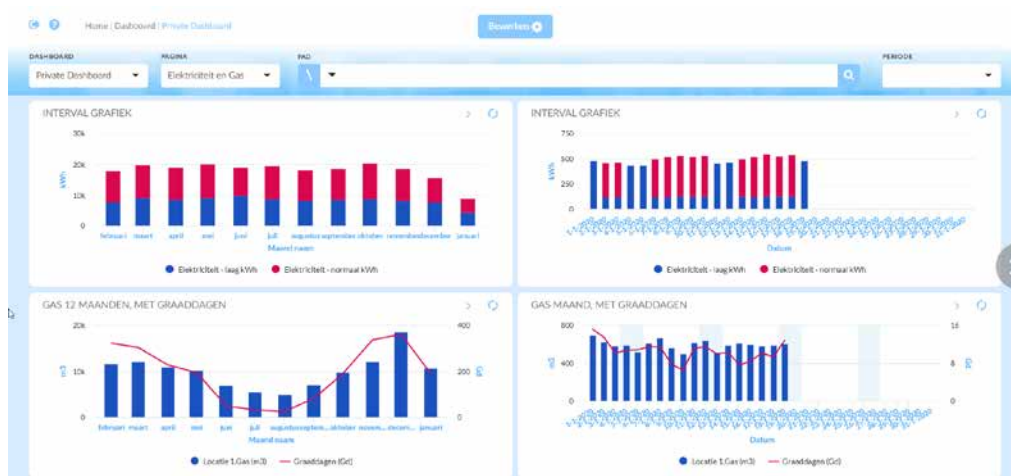 Home | Dashboard | Private Dashboard
Bewerken
DASHBOARD
PAGINA
PAD
PERIODE
Private Dashboard
Elektriciteit en Gas
\
INTERVAL GRAFIEK
30k
20k
10k
0
kWh
februari maart april mei juni juli augustus september oktober november december januari
Maand naam
Elektriciteit - laag kWh
Elektriciteit - normaal kWh
INTERVAL GRAFIEK
750
500
250
0
kWh
Datum
Elektriciteit - laag kWh
Elektriciteit - normaal kWh
GAS 12 MAANDEN, MET GRAADDAGEN
20k
10k
0
m3
400
200
0
Gd
februari maart april mei juni juli augustus septem... oktober novem... decem... januari
Maand naam
Locatie 1.Gas (m3)
Graaddagen (Gd)
GAS MAAND, MET GRAADDAGEN
800
400
0
m3
16
8
0
Gd
Datum
Locatie 1.Gas (m3)
Graaddagen (Gd)